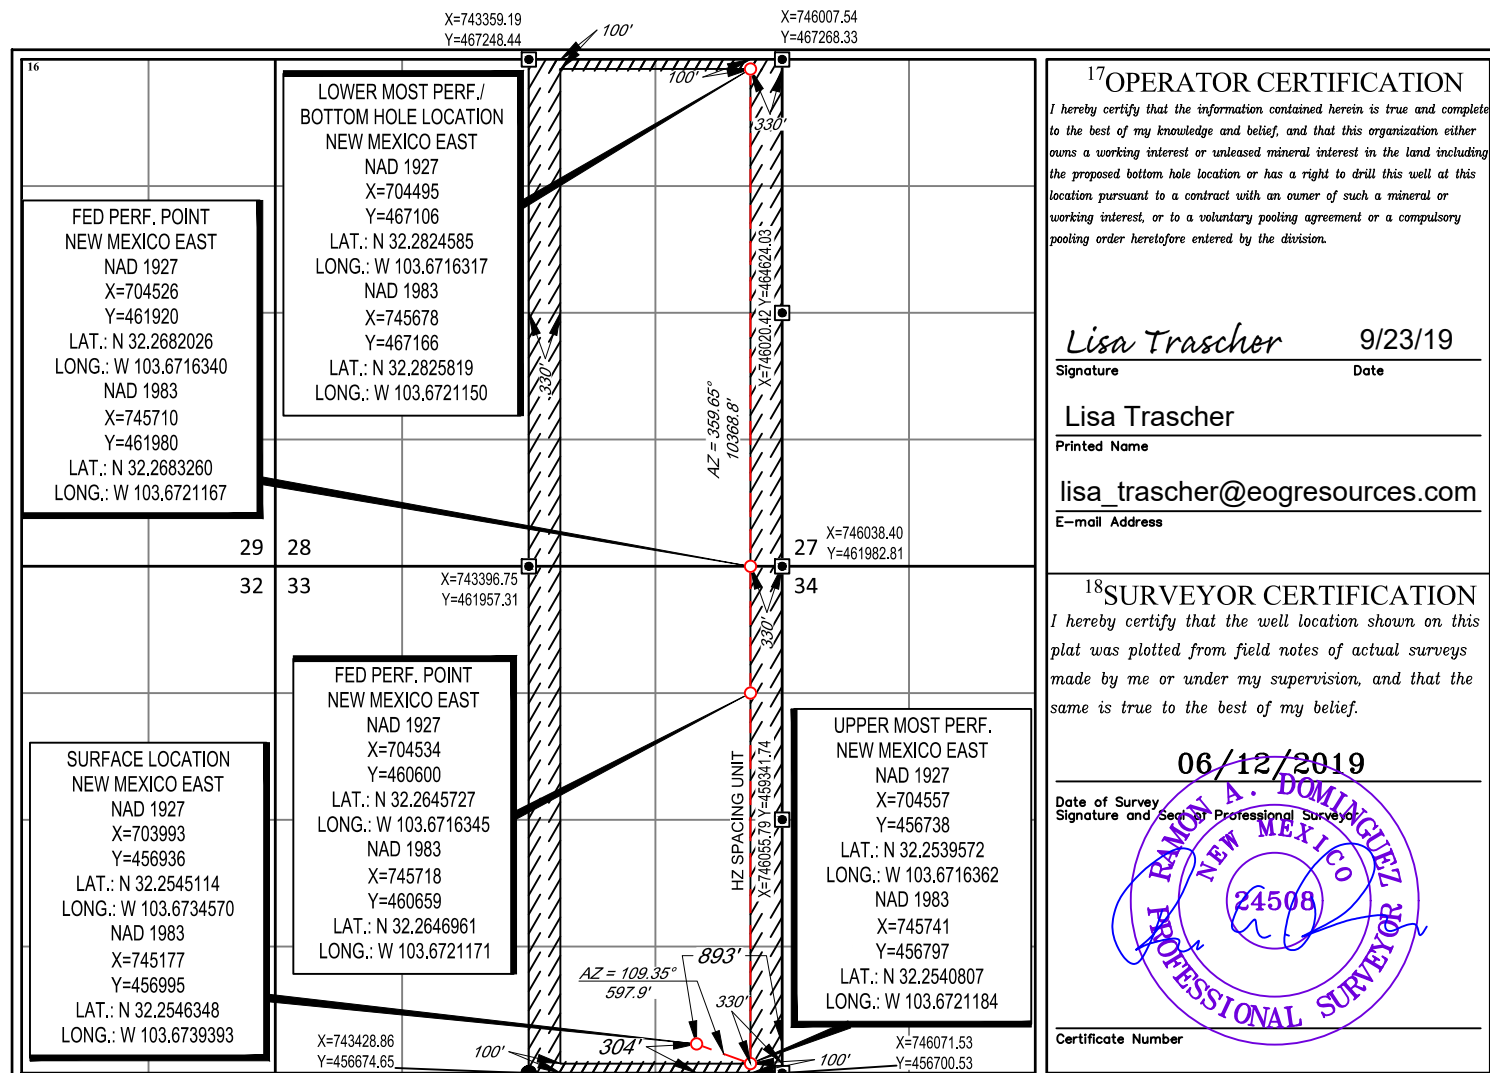 X=743359.19
Y=467248.44
100'
X=746007.54
Y=467268.33
16
100'
330'
LOWER MOST PERF./
BOTTOM HOLE LOCATION
NEW MEXICO EAST
NAD 1927
X=704495
Y=467106
LAT.: N 32.2824585
LONG.: W 103.6716317
NAD 1983
X=745678
Y=467166
LAT.: N 32.2825819
LONG.: W 103.6721150
FED PERF. POINT
NEW MEXICO EAST
NAD 1927
X=704526
Y=461920
LAT.: N 32.2682026
LONG.: W 103.6716340
NAD 1983
X=745710
Y=461980
LAT.: N 32.2683260
LONG.: W 103.6721167
330'
X=746020.42 Y=464624.03
AZ = 359.65°
10368.8'
29 28
27
X=746038.40
Y=461982.81
32 33
X=743396.75
Y=461957.31
34
330'
FED PERF. POINT
NEW MEXICO EAST
NAD 1927
X=704534
Y=460600
LAT.: N 32.2645727
LONG.: W 103.6716345
NAD 1983
X=745718
Y=460659
LAT.: N 32.2646961
LONG.: W 103.6721171
HZ SPACING UNIT
X=746055.79 Y=459341.74
UPPER MOST PERF.
NEW MEXICO EAST
NAD 1927
X=704557
Y=456738
LAT.: N 32.2539572
LONG.: W 103.6716362
NAD 1983
X=745741
Y=456797
LAT.: N 32.2540807
LONG.: W 103.6721184
SURFACE LOCATION
NEW MEXICO EAST
NAD 1927
X=703993
Y=456936
LAT.: N 32.2545114
LONG.: W 103.6734570
NAD 1983
X=745177
Y=456995
LAT.: N 32.2546348
LONG.: W 103.6739393
893'
AZ = 109.35°
597.9'
330'
X=743428.86
Y=456674.65
100'
304'
100'
X=746071.53
Y=456700.53
17OPERATOR CERTIFICATION
I hereby certify that the information contained herein is true and complete
to the best of my knowledge and belief, and that this organization either
owns a working interest or unleased mineral interest in the land including
the proposed bottom hole location or has a right to drill this well at this
location pursuant to a contract with an owner of such a mineral or
working interest, or to a voluntary pooling agreement or a compulsory
pooling order heretofore entered by the division.
Lisa Trascher 9/23/19
Signature Date
Lisa Trascher
Printed Name
lisa_trascher@eogresources.com
E-mail Address
18SURVEYOR CERTIFICATION
I hereby certify that the well location shown on this
plat was plotted from field notes of actual surveys
made by me or under my supervision, and that the
same is true to the best of my belief.
06/12/2019
Date of Survey
Signature and Seal of Professional Surveyor
RAMON A. DOMINGUEZ
NEW MEXICO
24508
PROFESSIONAL SURVEYOR
Certificate Number